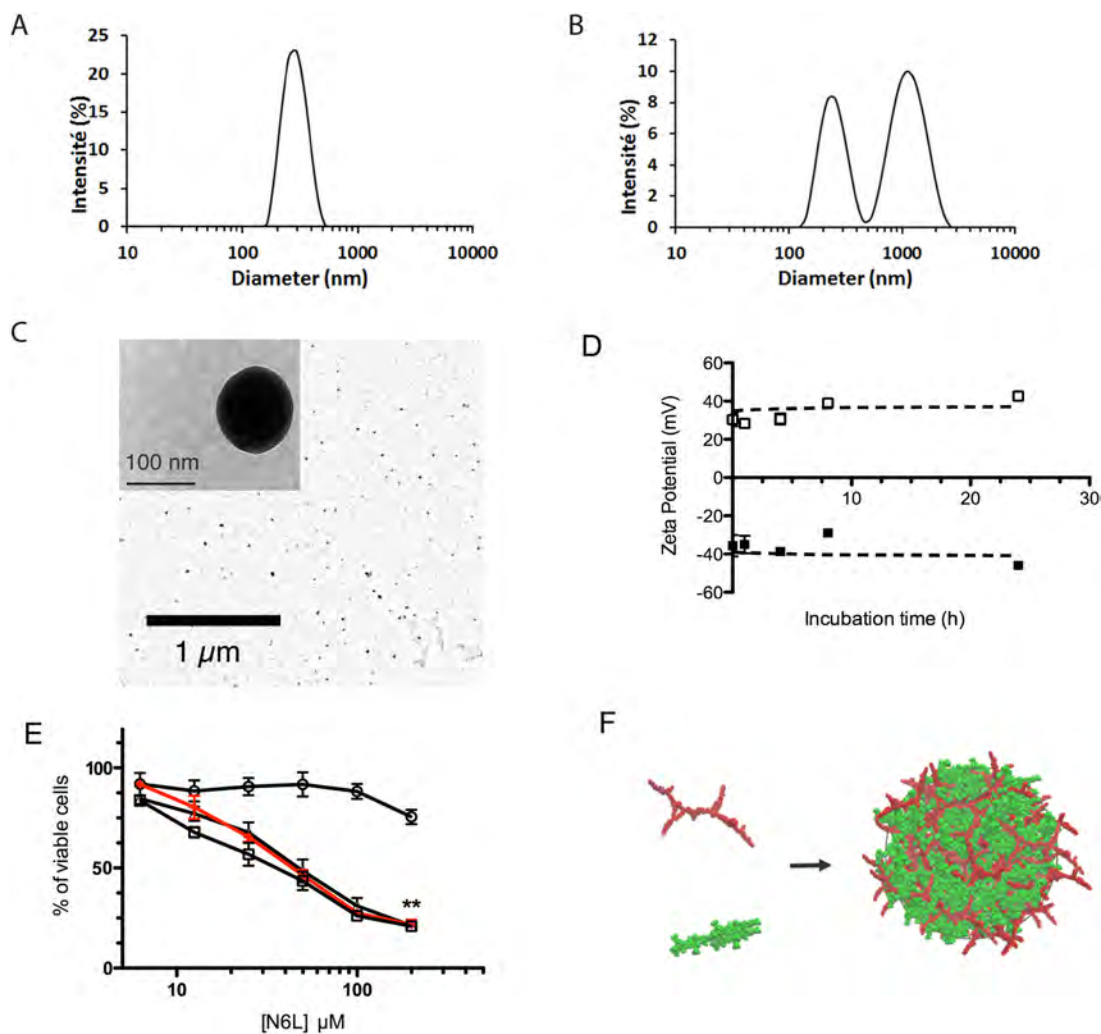 A
Intensité (%)
25
20
15
10
5
0
10 100 1000 10000
Diameter (nm)
B
Intensité (%)
12
10
8
6
4
2
0
10 100 1000 10000
Diameter (nm)
C
100 nm
1 µm
D
Zeta Potential (mV)
60
40
20
0
-20
-40
-60
10 20 30
Incubation time (h)
E
% of viable cells
100
50
0
**
10 100
[N6L] µM
F